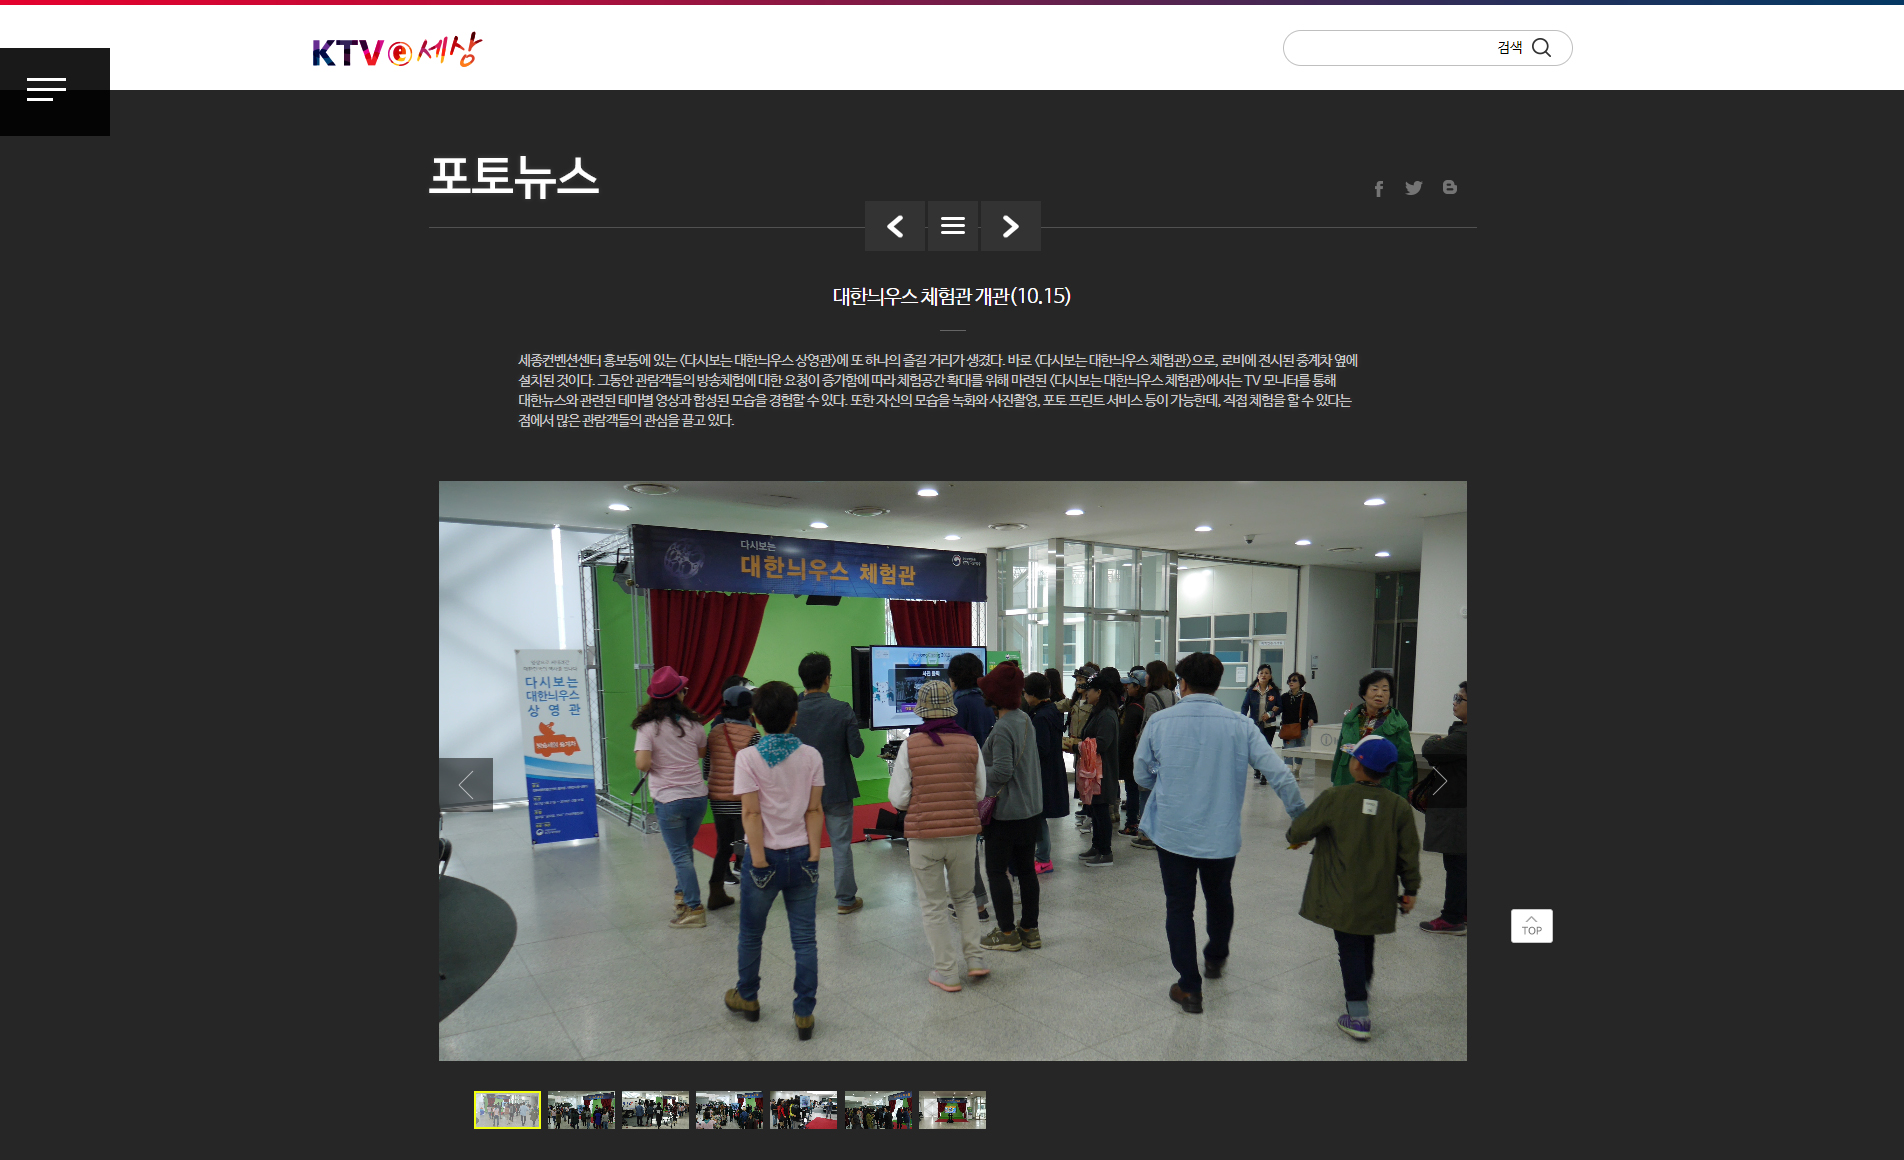 KTV e 세상
검색
포토뉴스
대한늬우스 체험관 개관(10.15)
세종컨벤션센터 홍보동에 있는 <다시보는 대한늬우스 상영관>에 또 하나의 즐길 거리가 생겼다. 바로 <다시보는 대한늬우스 체험관>으로, 로비에 전시된 중계차 옆에
설치된 것이다. 그동안 관람객들의 방송체험에 대한 요청이 증가함에 따라 체험공간 확대를 위해 마련된 <다시보는 대한늬우스 체험관>에서는 TV 모니터를 통해
대한뉴스와 관련된 테마별 영상과 합성된 모습을 경험할 수 있다. 또한 자신의 모습을 녹화와 사진촬영, 포토 프린트 서비스 등이 가능한데, 직접 체험을 할 수 있다는
점에서 많은 관람객들의 관심을 끌고 있다.
다시보는
대한늬우스 체험관
다시보는
대한늬우스
상영관
TOP